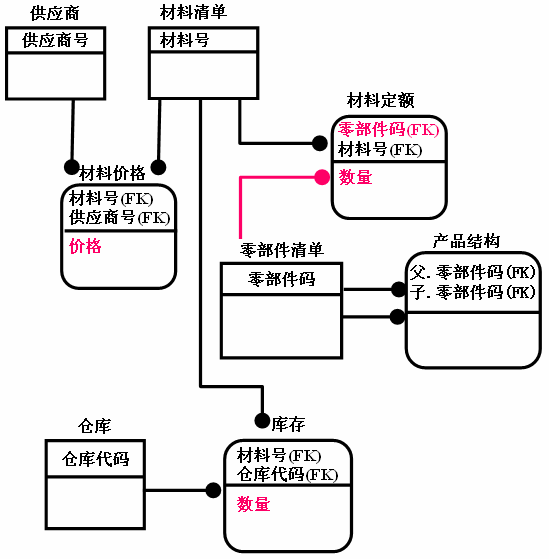 供应商
供应商号
材料清单
材料号
材料定额
零部件码(FK)
材料号(FK)
数量
材料价格
材料号(FK)
供应商号(FK)
价格
零部件清单
零部件码
产品结构
父.零部件码(FK)
子.零部件码(FK)
仓库
仓库代码
库存
材料号(FK)
仓库代码(FK)
数量